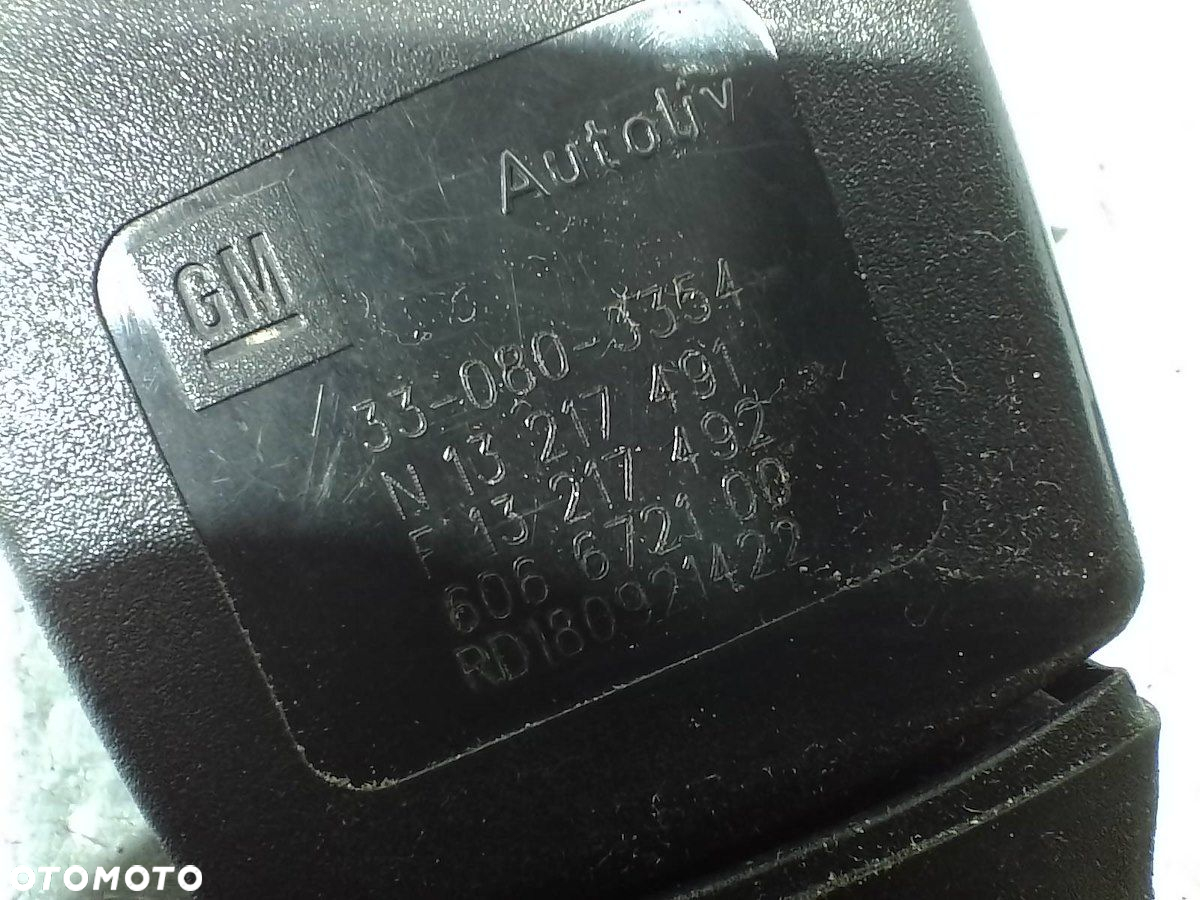 Autoliv
GM
33-080-3354
N 13 217 491
F 13 217 492
606 6721 00
RD180921422
OTOMOTO